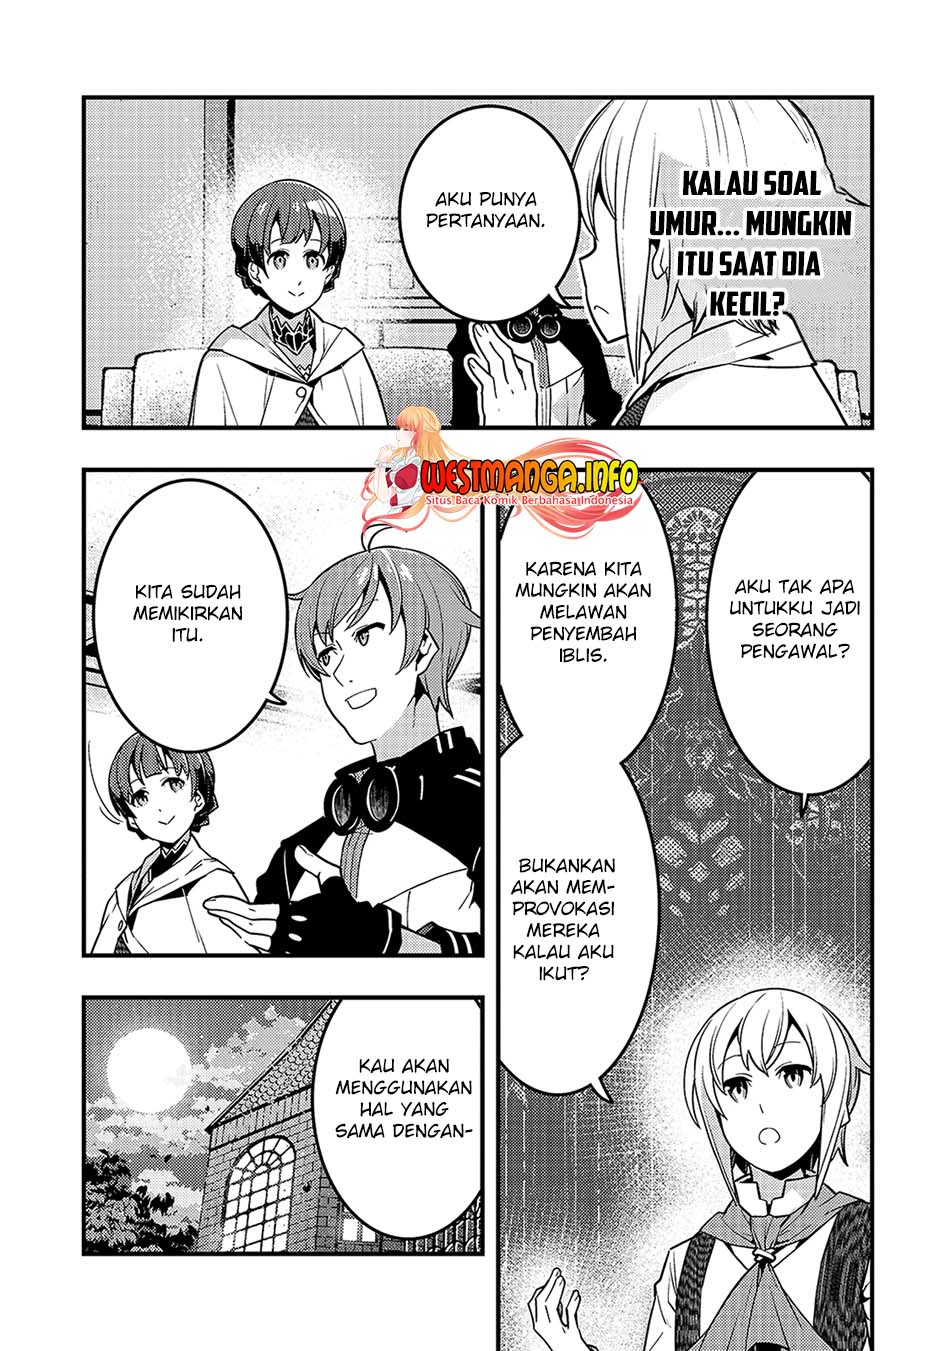 KALAU SOAL
UMUR... MUNGKIN
ITU SAAT DIA
KECIL?
AKU PUNYA
PERTANYAAN.
WESTMANGA.INFO
Situs Baca Komik Berbahasa Indonesia
AKU TAK APA
UNTUKKU JADI
SEORANG
PENGAWAL?
KARENA KITA
MUNGKIN AKAN
MELAWAN
PENYEMBAH
IBLIS.
BUKANKAN
AKAN MEM-
PROVOKASI
MEREKA
KALAU AKU
IKUT?
KITA SUDAH
MEMIKIRKAN
ITU.
KAU AKAN
MENGGUNAKAN
HAL YANG
SAMA DENGAN-